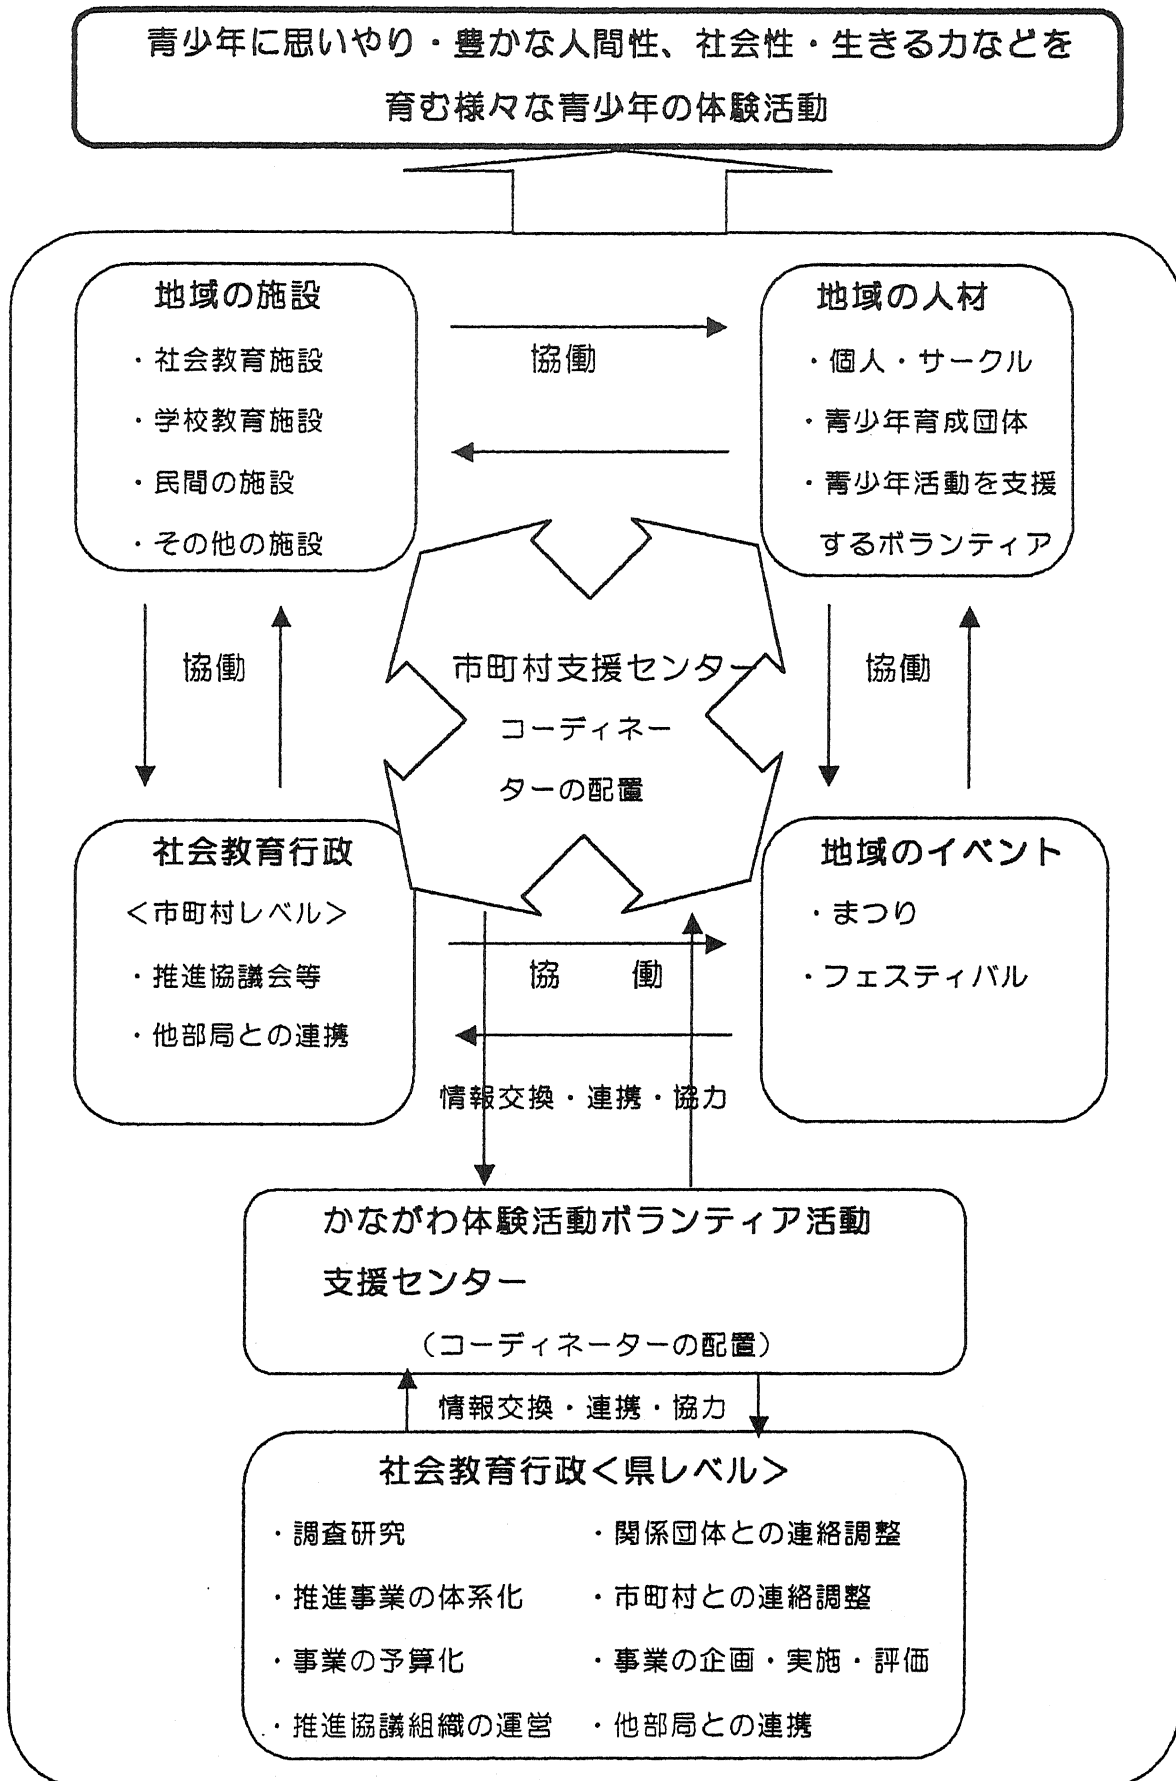 青少年に思いやり・豊かな人間性、社会性・生きる力などを
育む様々な青少年の体験活動
地域の施設
・社会教育施設
・学校教育施設
・民間の施設
・その他の施設
協働
地域の人材
・個人・サークル
・青少年育成団体
・青少年活動を支援
するボランティア
協働
市町村支援センター
コーディネー
ターの配置
協働
社会教育行政
＜市町村レベル＞
・推進協議会等
・他部局との連携
協　働
地域のイベント
・まつり
・フェスティバル
情報交換・連携・協力
かながわ体験活動ボランティア活動
支援センター
（コーディネーターの配置）
情報交換・連携・協力
社会教育行政＜県レベル＞
・調査研究
・関係団体との連絡調整
・推進事業の体系化
・市町村との連絡調整
・事業の予算化
・事業の企画・実施・評価
・推進協議組織の運営
・他部局との連携